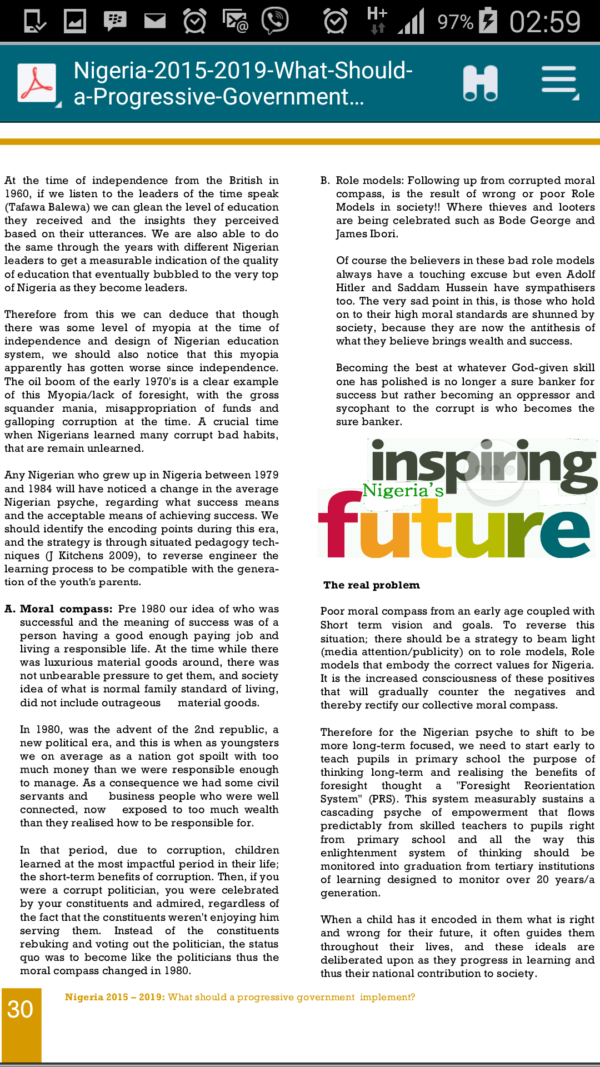 H+
97%
02:59
Nigeria-2015-2019-What-Should-
a-Progressive-Government...
At the time of independence from the British in
1960, if we listen to the leaders of the time speak
(Tafawa Balewa) we can glean the level of education
they received and the insights they perceived
based on their utterances. We are also able to do
the same through the years with different Nigerian
leaders to get a measurable indication of the quality
of education that eventually bubbled to the very top
of Nigeria as they become leaders.
Therefore from this we can deduce that though
there was some level of myopia at the time of
independence and design of Nigerian education
system, we should also notice that this myopia
apparently has gotten worse since independence.
The oil boom of the early 1970's is a clear example
of this Myopia/lack of foresight, with the gross
squander mania, misappropriation of funds and
galloping corruption at the time. A crucial time
when Nigerians learned many corrupt bad habits,
that are remain unlearned.
Any Nigerian who grew up in Nigeria between 1979
and 1984 will have noticed a change in the average
Nigerian psyche, regarding what success means
and the acceptable means of achieving success. We
should identify the encoding points during this era,
and the strategy is through situated pedagogy tech-
niques (J Kitchens 2009), to reverse engineer the
learning process to be compatible with the genera-
tion of the youth's parents.
A. Moral compass: Pre 1980 our idea of who was
successful and the meaning of success was of a
person having a good enough paying job and
living a responsible life. At the time while there
was luxurious material goods around, there was
not unbearable pressure to get them, and society
idea of what is normal family standard of living,
did not include outrageous material goods.
In 1980, was the advent of the 2nd republic, a
new political era, and this is when as youngsters
we on average as a nation got spoilt with too
much money than we were responsible enough
to manage. As a consequence we had some civil
servants and business people who were well
connected, now exposed to too much wealth
than they realised how to be responsible for.
In that period, due to corruption, children
learned at the most impactful period in their life;
the short-term benefits of corruption. Then, if you
were a corrupt politician, you were celebrated
by your constituents and admired, regardless of
the fact that the constituents weren't enjoying him
serving them. Instead of the constituents
rebuking and voting out the politician, the status
quo was to become like the politicians thus the
moral compass changed in 1980.
B. Role models: Following up from corrupted moral
compass, is the result of wrong or poor Role
Models in society!! Where thieves and looters
are being celebrated such as Bode George and
James Ibori.
Of course the believers in these bad role models
always have a touching excuse but even Adolf
Hitler and Saddam Hussein have sympathisers
too. The very sad point in this, is those who hold
on to their high moral standards are shunned by
society, because they are now the antithesis of
what they believe brings wealth and success.
Becoming the best at whatever God-given skill
one has polished is no longer a sure banker for
success but rather becoming an oppressor and
sycophant to the corrupt is who becomes the
sure banker.
inspiring
Nigeria's
future
The real problem
Poor moral compass from an early age coupled with
Short term vision and goals. To reverse this
situation; there should be a strategy to beam light
(media attention/publicity) on to role models, Role
models that embody the correct values for Nigeria.
It is the increased consciousness of these positives
that will gradually counter the negatives and
thereby rectify our collective moral compass.
Therefore for the Nigerian psyche to shift to be
more long-term focused, we need to start early to
teach pupils in primary school the purpose of
thinking long-term and realising the benefits of
foresight thought a "Foresight Reorientation
System" (PRS). This system measurably sustains a
cascading psyche of empowerment that flows
predictably from skilled teachers to pupils right
from primary school and all the way this
enlightenment system of thinking should be
monitored into graduation from tertiary institutions
of learning designed to monitor over 20 years/a
generation.
When a child has it encoded in them what is right
and wrong for their future, it often guides them
throughout their lives, and these ideals are
deliberated upon as they progress in learning and
thus their national contribution to society.
30
Nigeria 2015 – 2019: What should a progressive government implement?